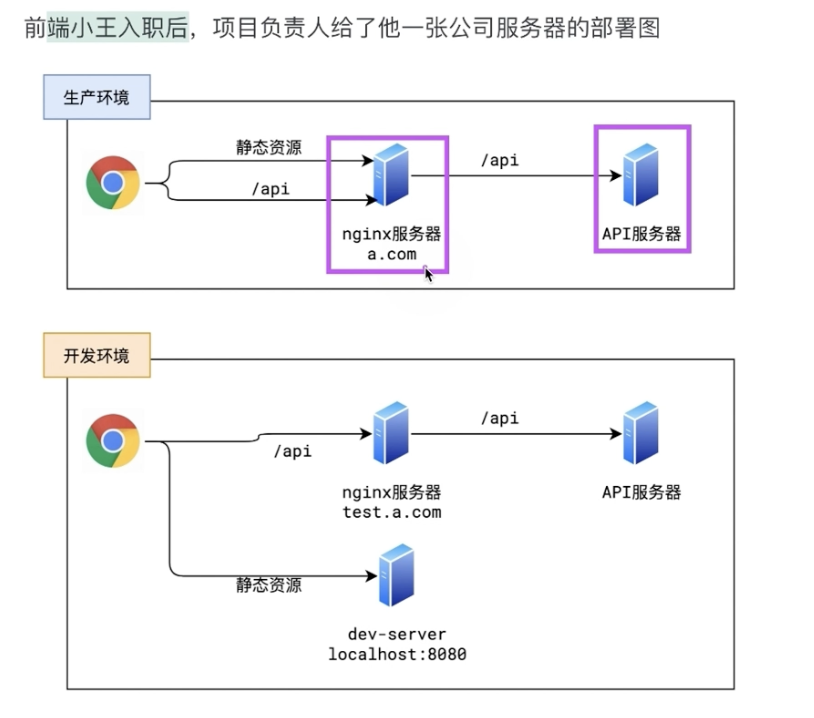 前端小王入职后，项目负责人给了他一张公司服务器的部署图
生产环境
静态资源
/api
/api
nginx服务器
a.com
API服务器
开发环境
/api
/api
nginx服务器
test.a.com
API服务器
静态资源
dev-server
localhost:8080